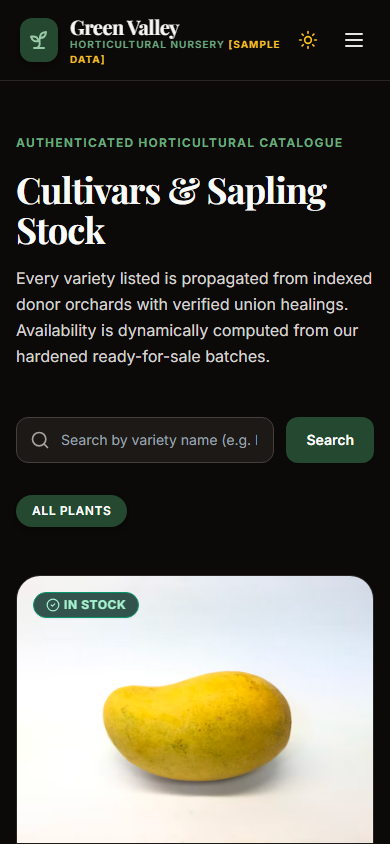 Green Valley
HORTICULTURAL NURSERY [SAMPLE
DATA]
AUTHENTICATED HORTICULTURAL CATALOGUE
Cultivars & Sapling
Stock
Every variety listed is propagated from indexed
donor orchards with verified union healings.
Availability is dynamically computed from our
hardened ready-for-sale batches.
Search by variety name (e.g.
Search
ALL PLANTS
IN STOCK